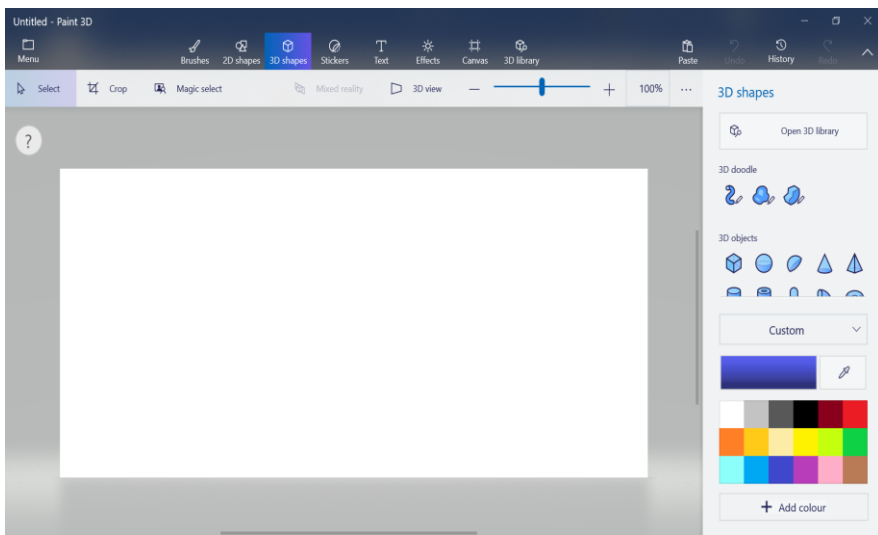 Untitled - Paint 3D
Menu Brushes 2D shapes 3D shapes Stickers Text Effects Canvas 3D library Paste Undo History Redo
Select Crop Magic select Mixed reality 3D view 100% ...
3D shapes
?
Open 3D library
3D doodle
3D objects
Custom
Add colour